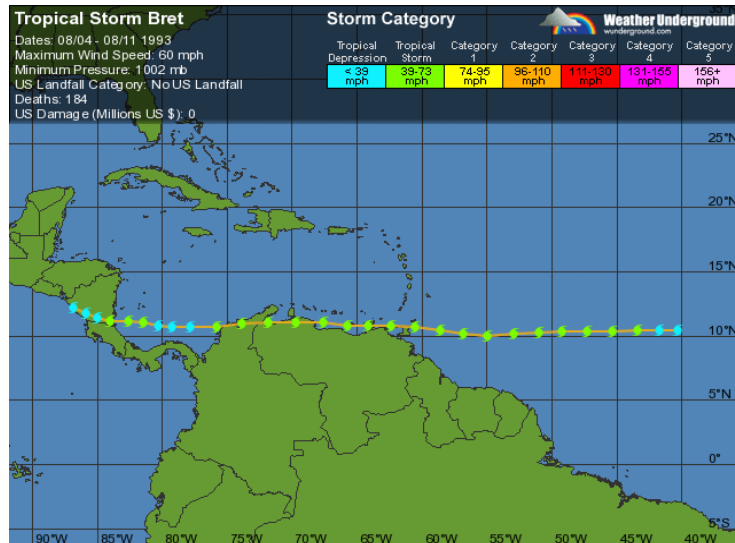 Tropical Storm Bret
Dates: 08/04 - 08/11 1993
Maximum Wind Speed: 60 mph
Minimum Pressure: 1002 mb
US Landfall Category: No US Landfall
Deaths: 184
US Damage (Millions US $): 0
Storm Category
Weather Underground
wunderground.com
Tropical Depression
Tropical Storm
Category 1
Category 2
Category 3
Category 4
Category 5
< 39 mph
39-73 mph
74-95 mph
96-110 mph
111-130 mph
131-155 mph
156+ mph
25°N
20°N
15°N
10°N
5°N
0°
5°S
90°W 85°W 80°W 75°W 70°W 65°W 60°W 55°W 50°W 45°W 40°W